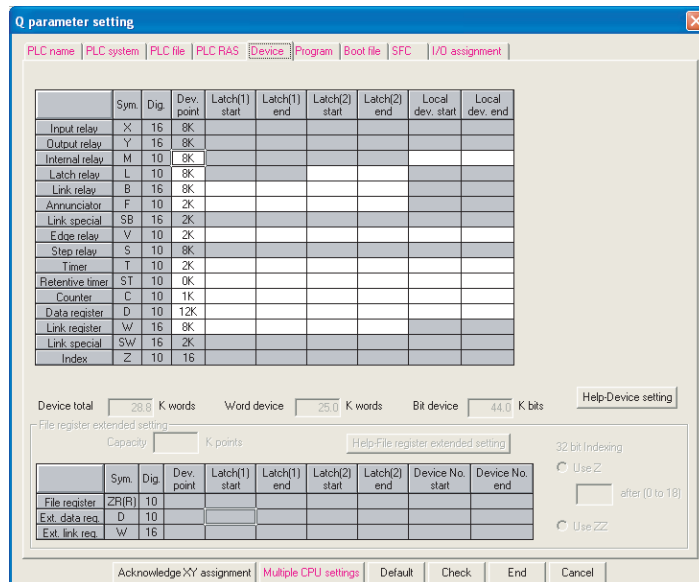 Q parameter setting
PLC name PLC system PLC file PLC RAS Device Program Boot file SFC I/O assignment
Sym. Dig. Dev. point Latch(1) start Latch(1) end Latch(2) start Latch(2) end Local dev. start Local dev. end
Input relay X 16 8K
Output relay Y 16 8K
Internal relay M 10 8K
Latch relay L 10 8K
Link relay B 16 8K
Annunciator F 10 2K
Link special SB 16 2K
Edge relay V 10 2K
Step relay S 10 8K
Timer T 10 2K
Retentive timer ST 10 0K
Counter C 10 1K
Data register D 10 12K
Link register W 16 8K
Link special SW 16 2K
Index Z 10 16
Device total 28.8 K words Word device 25.0 K words Bit device 44.0 K bits Help-Device setting
File register extended setting
Capacity K points Help-File register extended setting
32 bit Indexing
Use Z
after (0 to 18)
Use ZZ
Sym. Dig. Dev. point Latch(1) start Latch(1) end Latch(2) start Latch(2) end Device No. start Device No. end
File register ZR(R) 10
Ext. data reg. D 10
Ext. link reg. W 16
Acknowledge XY assignment Multiple CPU settings Default Check End Cancel